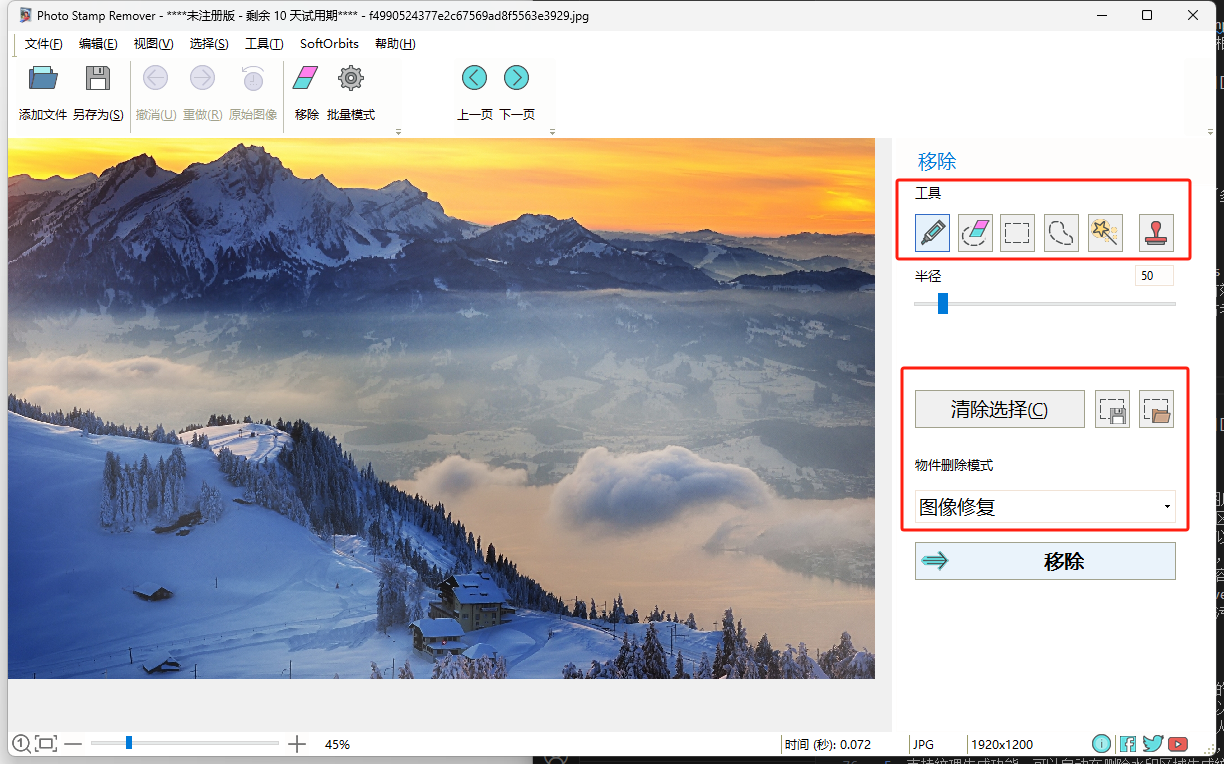 Photo Stamp Remover - ****未注册版 - 剩余 10 天试用期**** - f4990524377e2c67569ad8f5563e3929.jpg
文件(F) 编辑(E) 视图(V) 选择(S) 工具(T) SoftOrbits 帮助(H)
添加文件 另存为(S) 撤消(U) 重做(R) 原始图像 移除 批量模式 上一页 下一页
移除
工具
半径 50
清除选择(C)
物件删除模式
图像修复
移除
45% 时间 (秒): 0.072 JPG 1920x1200